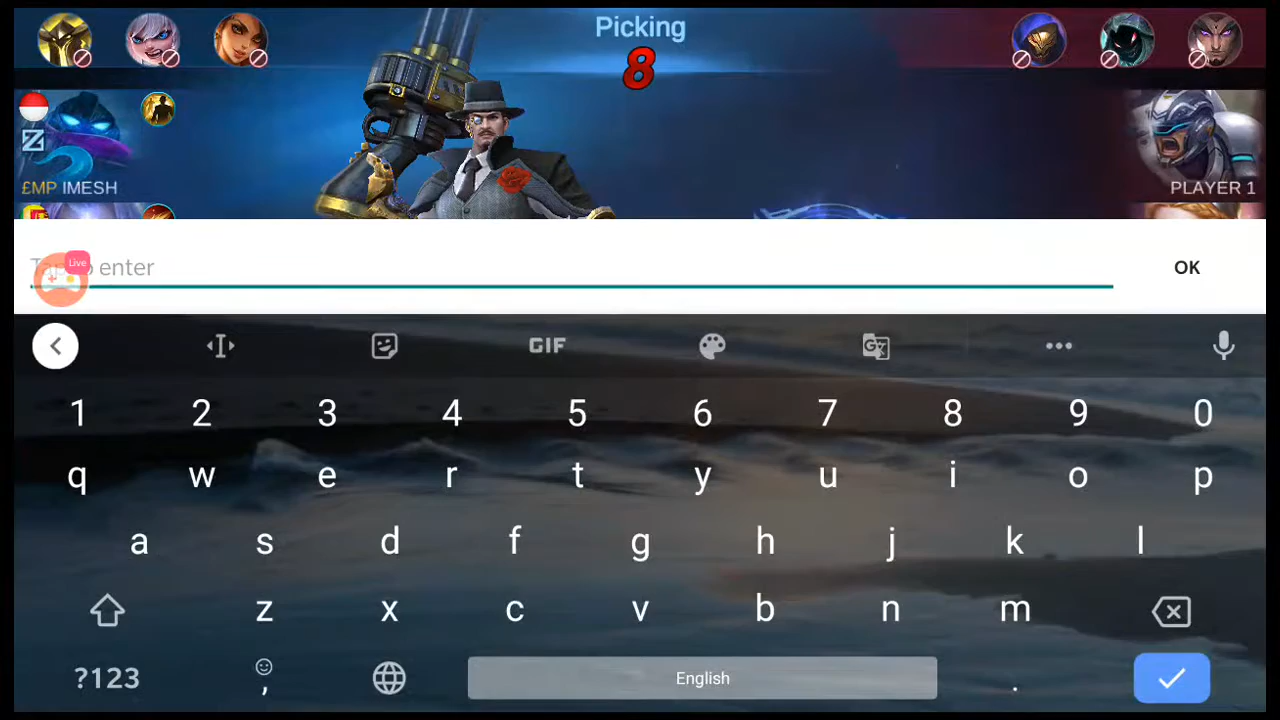 Picking
8
£MP IMESH
PLAYER 1
Live
enter
OK
GIF
1 2 3 4 5 6 7 8 9 0
q w e r t y u i o p
a s d f g h j k l
z x c v b n m
?123 , English .